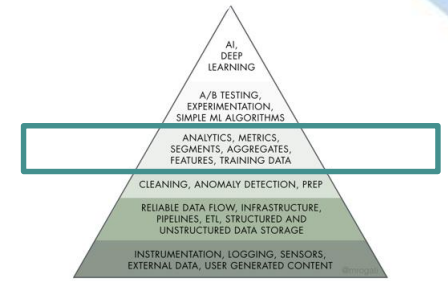 AI,
DEEP
LEARNING
A/B TESTING,
EXPERIMENTATION,
SIMPLE ML ALGORITHMS
ANALYTICS, METRICS,
SEGMENTS, AGGREGATES,
FEATURES, TRAINING DATA
CLEANING, ANOMALY DETECTION, PREP
RELIABLE DATA FLOW, INFRASTRUCTURE,
PIPELINES, ETL, STRUCTURED AND
UNSTRUCTURED DATA STORAGE
INSTRUMENTATION, LOGGING, SENSORS,
EXTERNAL DATA, USER GENERATED CONTENT